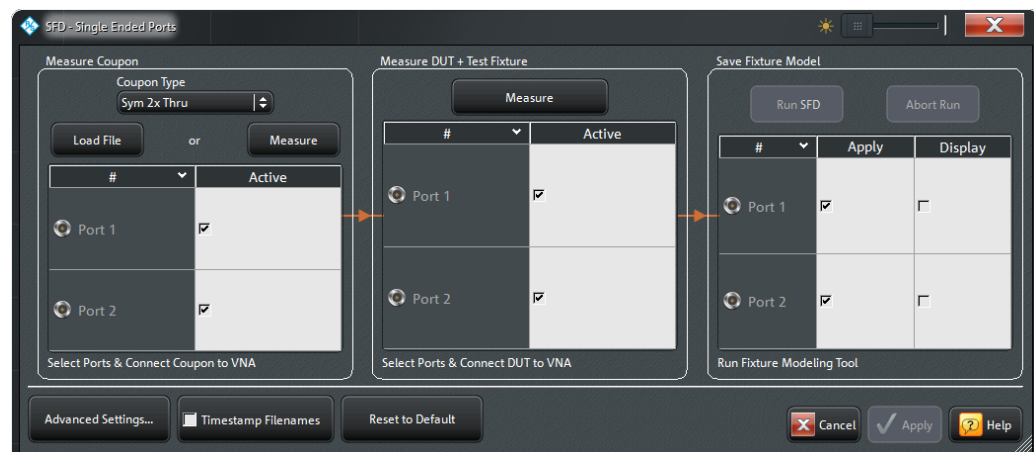 SFD - Single Ended Ports
Measure Coupon
Coupon Type
Sym 2x Thru
Load File or Measure
# Active
Port 1
Port 2
Select Ports & Connect Coupon to VNA
Measure DUT + Test Fixture
Measure
# Active
Port 1
Port 2
Select Ports & Connect DUT to VNA
Save Fixture Model
Run SFD Abort Run
# Apply Display
Port 1
Port 2
Run Fixture Modeling Tool
Advanced Settings... Timestamp Filenames Reset to Default Cancel Apply Help